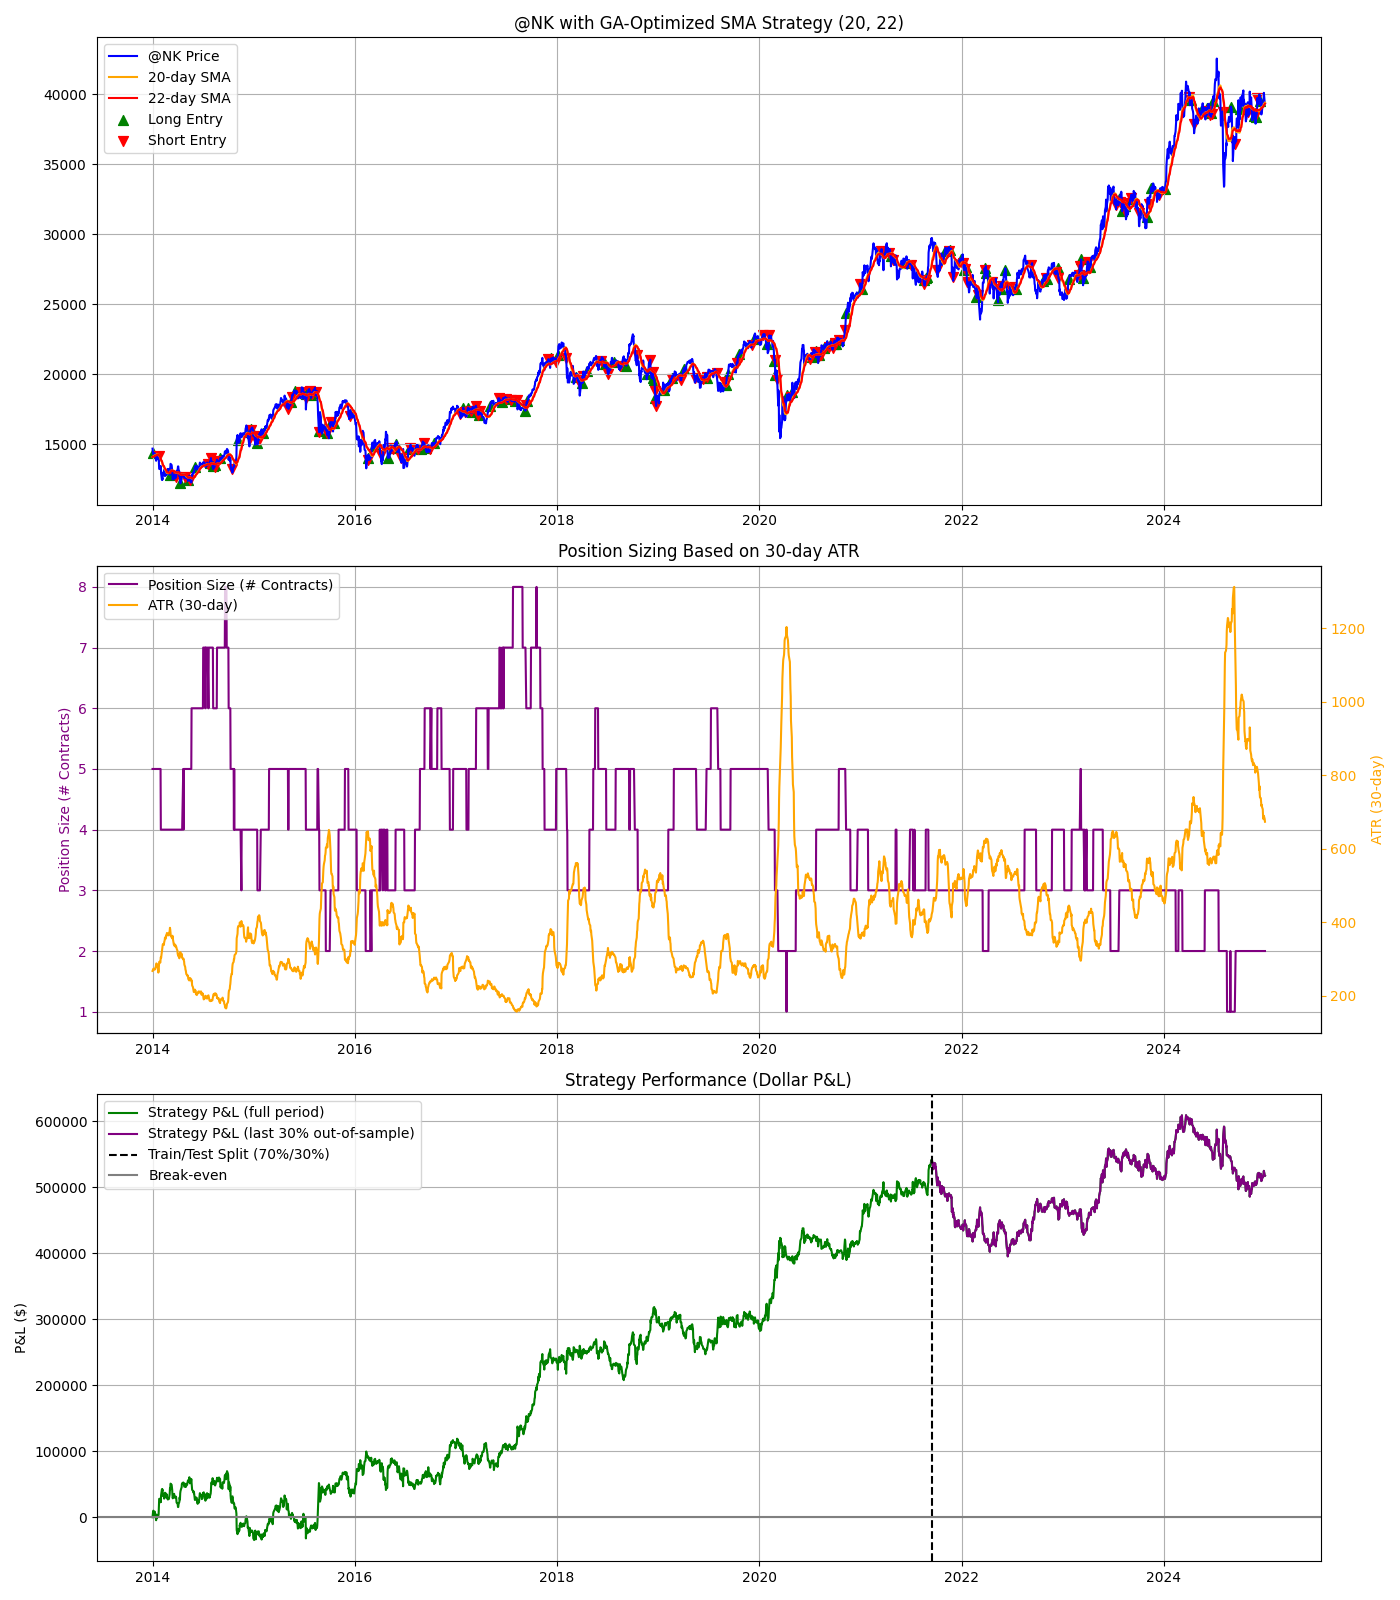 @NK with GA-Optimized SMA Strategy (20, 22)
@NK Price
20-day SMA
22-day SMA
Long Entry
Short Entry
40000
35000
30000
25000
20000
15000
2014 2016 2018 2020 2022 2024
Position Sizing Based on 30-day ATR
Position Size (# Contracts)
ATR (30-day)
Position Size (# Contracts)
8
7
6
5
4
3
2
1
1200
1000
800
600
400
200
ATR (30-day)
2014 2016 2018 2020 2022 2024
Strategy Performance (Dollar P&L)
Strategy P&L (full period)
Strategy P&L (last 30% out-of-sample)
Train/Test Split (70%/30%)
Break-even
P&L ($)
600000
500000
400000
300000
200000
100000
0
2014 2016 2018 2020 2022 2024